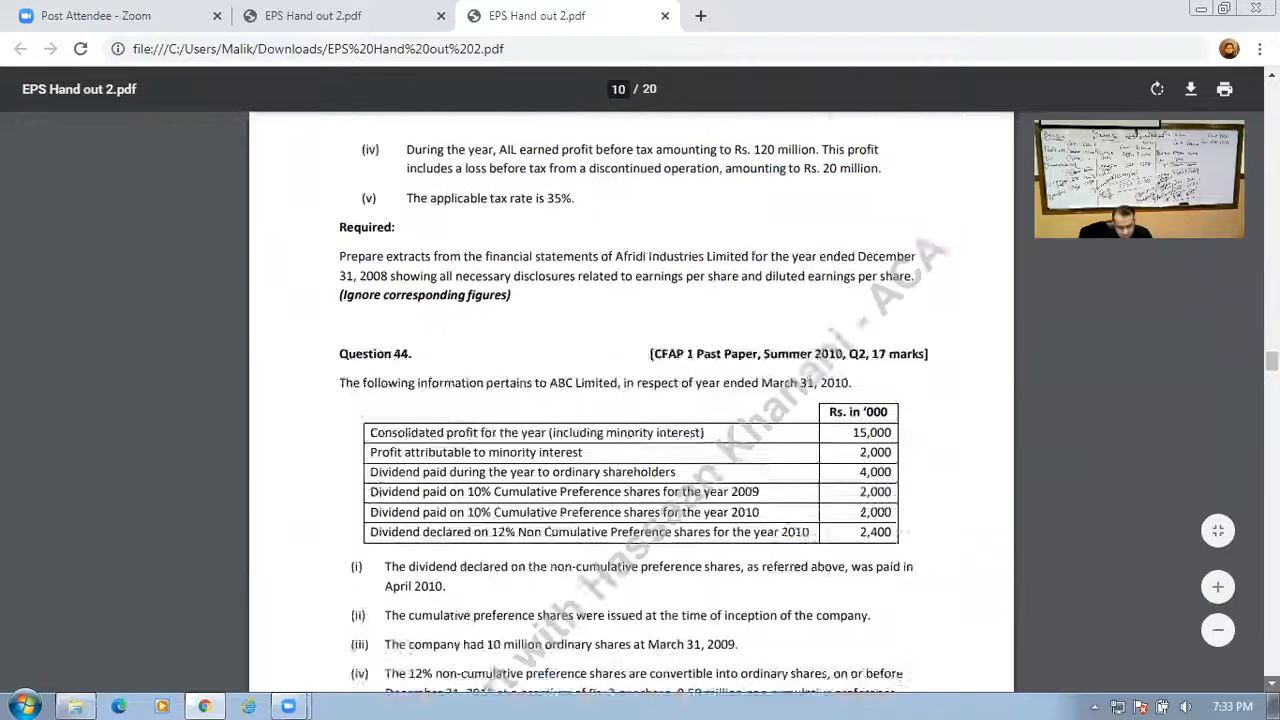 Post Attendee - Zoom
EPS Hand out 2.pdf
EPS Hand out 2.pdf
file:///C:/Users/Malik/Downloads/EPS%20Hand%20out%202.pdf
EPS Hand out 2.pdf
10 / 20
(iv) During the year, AIL earned profit before tax amounting to Rs. 120 million. This profit
includes a loss before tax from a discontinued operation, amounting to Rs. 20 million.
(v) The applicable tax rate is 35%.
Required:
Prepare extracts from the financial statements of Afridi Industries Limited for the year ended December
31, 2008 showing all necessary disclosures related to earnings per share and diluted earnings per share.
(Ignore corresponding figures)
Question 44. [CFAP 1 Past Paper, Summer 2010, Q2, 17 marks]
The following information pertains to ABC Limited, in respect of year ended March 31, 2010.
Rs. in '000
Consolidated profit for the year (including minority interest) 15,000
Profit attributable to minority interest 2,000
Dividend paid during the year to ordinary shareholders 4,000
Dividend paid on 10% Cumulative Preference shares for the year 2009 2,000
Dividend paid on 10% Cumulative Preference shares for the year 2010 2,000
Dividend declared on 12% Non Cumulative Preference shares for the year 2010 2,400
(i) The dividend declared on the non-cumulative preference shares, as referred above, was paid in
April 2010.
(ii) The cumulative preference shares were issued at the time of inception of the company.
(iii) The company had 10 million ordinary shares at March 31, 2009.
(iv) The 12% non-cumulative preference shares are convertible into ordinary shares, on or before
rt with Hassaan Khanani - ACA
7:33 PM